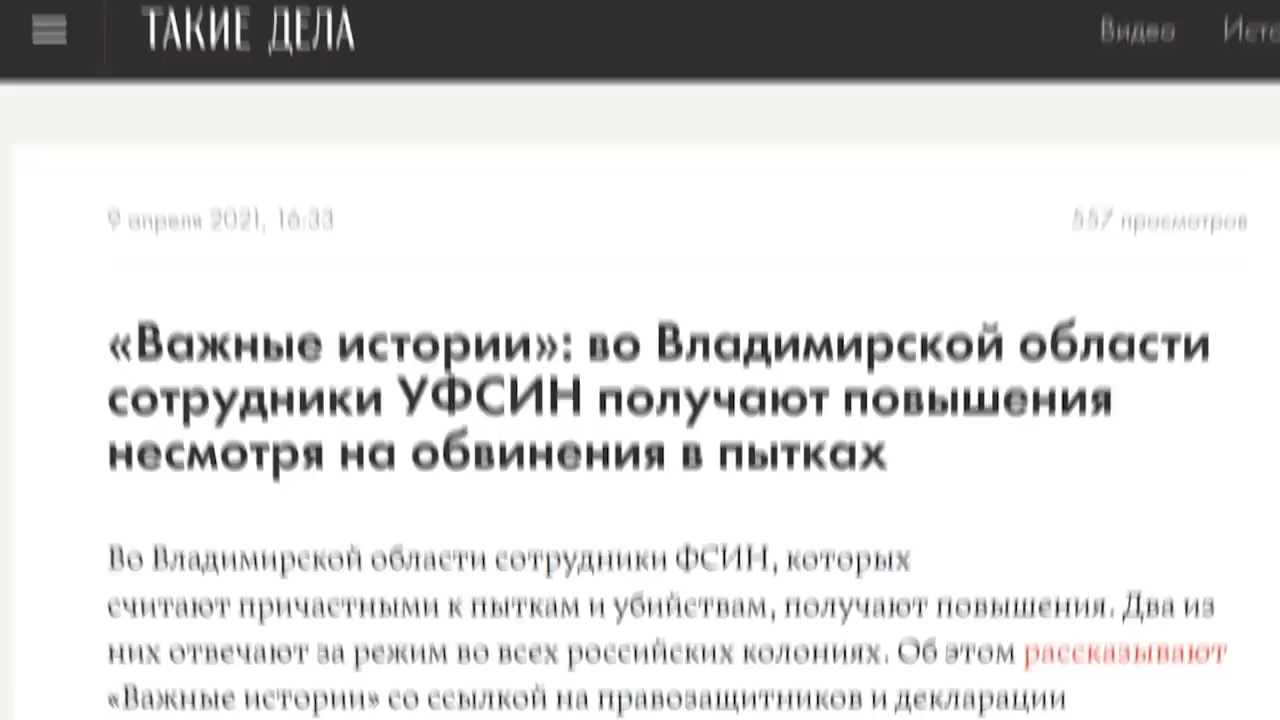 ТАКИЕ ДЕЛА
Видео
9 апреля 2021, 16:33
557 просмотров
«Важные истории»: во Владимирской области
сотрудники УФСИН получают повышения
несмотря на обвинения в пытках
Во Владимирской области сотрудники ФСИН, которых
считают причастными к пыткам и убийствам, получают повышения. Два из
них отвечают за режим во всех российских колониях. Об этом рассказывают
«Важные истории» со ссылкой на правозащитников и декларации